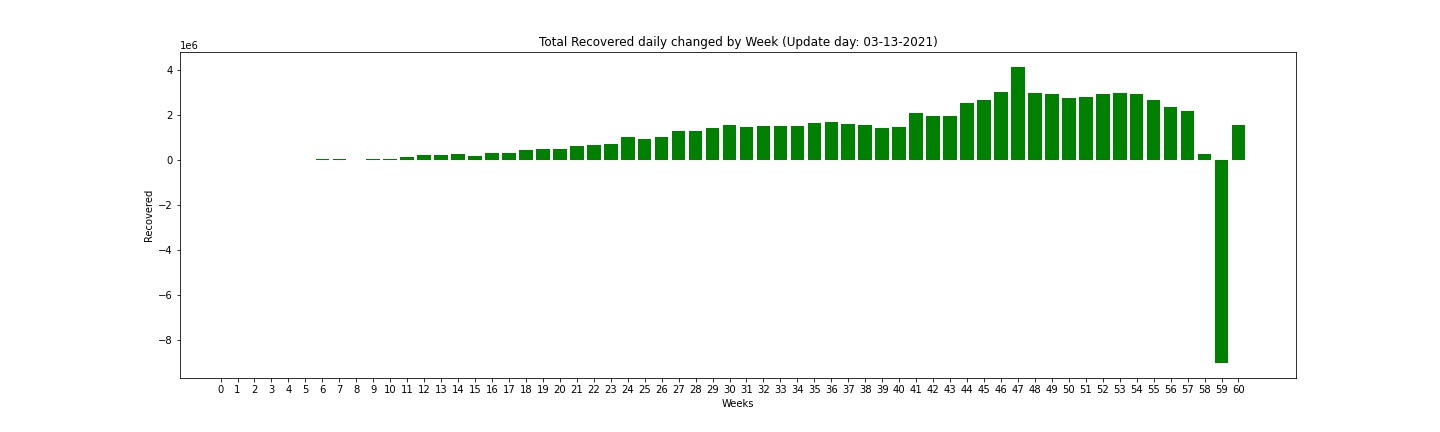 Total Recovered daily changed by Week (Update day: 03-13-2021)
1e6
4
2
0
−2
−4
−6
−8
Recovered
0 1 2 3 4 5 6 7 8 9 10 11 12 13 14 15 16 17 18 19 20 21 22 23 24 25 26 27 28 29 30 31 32 33 34 35 36 37 38 39 40 41 42 43 44 45 46 47 48 49 50 51 52 53 54 55 56 57 58 59 60
Weeks